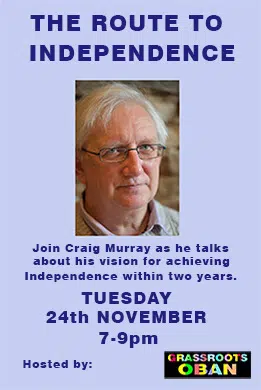 THE ROUTE TO
INDEPENDENCE
Join Craig Murray as he talks
about his vision for achieving
Independence within two years.
TUESDAY
24th NOVEMBER
7-9pm
Hosted by:
GRASSROOTS
OBAN